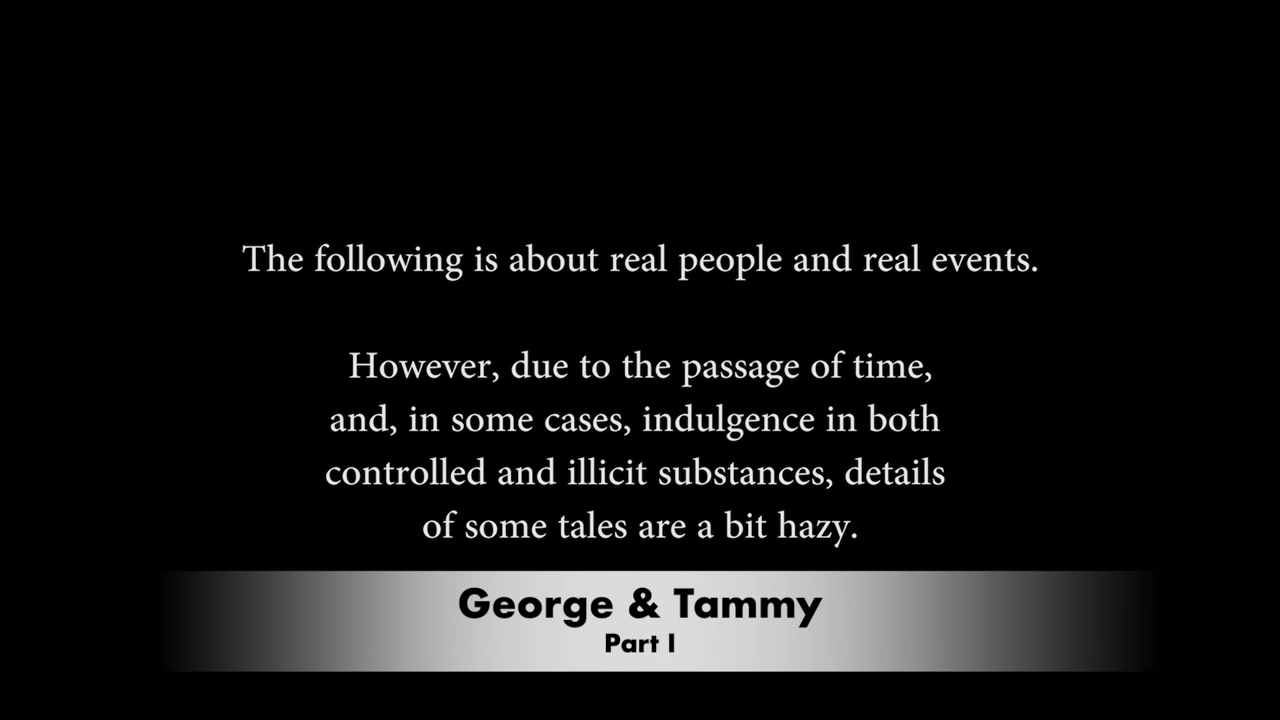 The following is about real people and real events.
However, due to the passage of time,
and, in some cases, indulgence in both
controlled and illicit substances, details
of some tales are a bit hazy.
George & Tammy
Part I